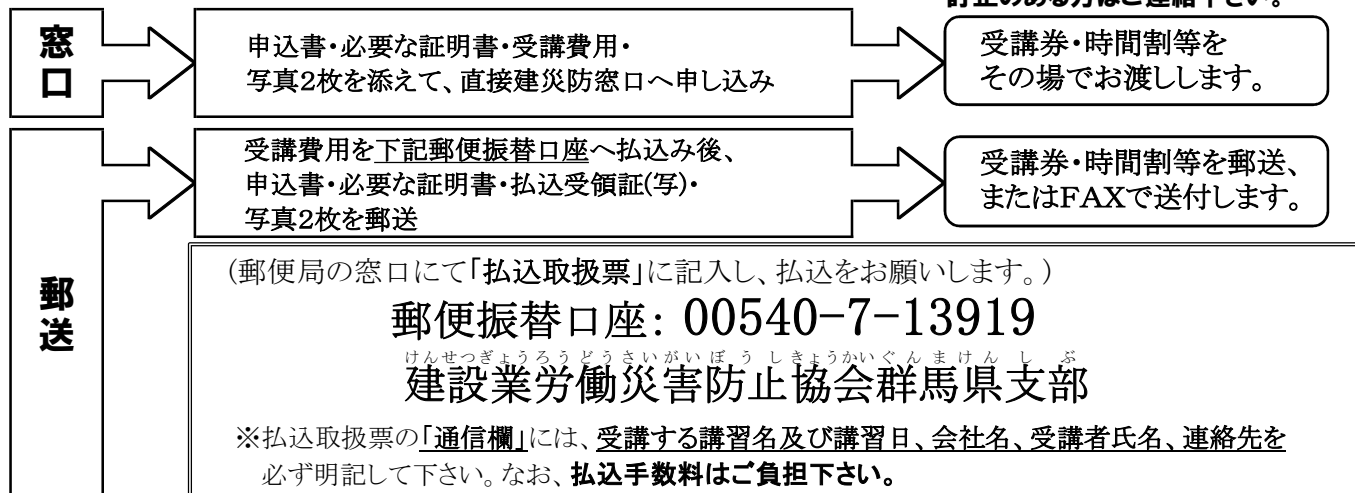 訂正のある方はご連絡下さい。
窓口
申込書・必要な証明書・受講費用・
写真2枚を添えて、直接建災防窓口へ申し込み
受講券・時間割等を
その場でお渡しします。
郵送
受講費用を下記郵便振替口座へ払込み後、
申込書・必要な証明書・払込受領証(写)・
写真2枚を郵送
受講券・時間割等を郵送、
またはFAXで送付します。
(郵便局の窓口にて「払込取扱票」に記入し、払込をお願いします。)
郵便振替口座: 00540-7-13919
けんせつぎょうろうどうさいがいぼうしきょうかいぐんまけんしぶ
建設業労働災害防止協会群馬県支部
※払込取扱票の「通信欄」には、受講する講習名及び講習日、会社名、受講者氏名、連絡先を
必ず明記して下さい。なお、払込手数料はご負担下さい。